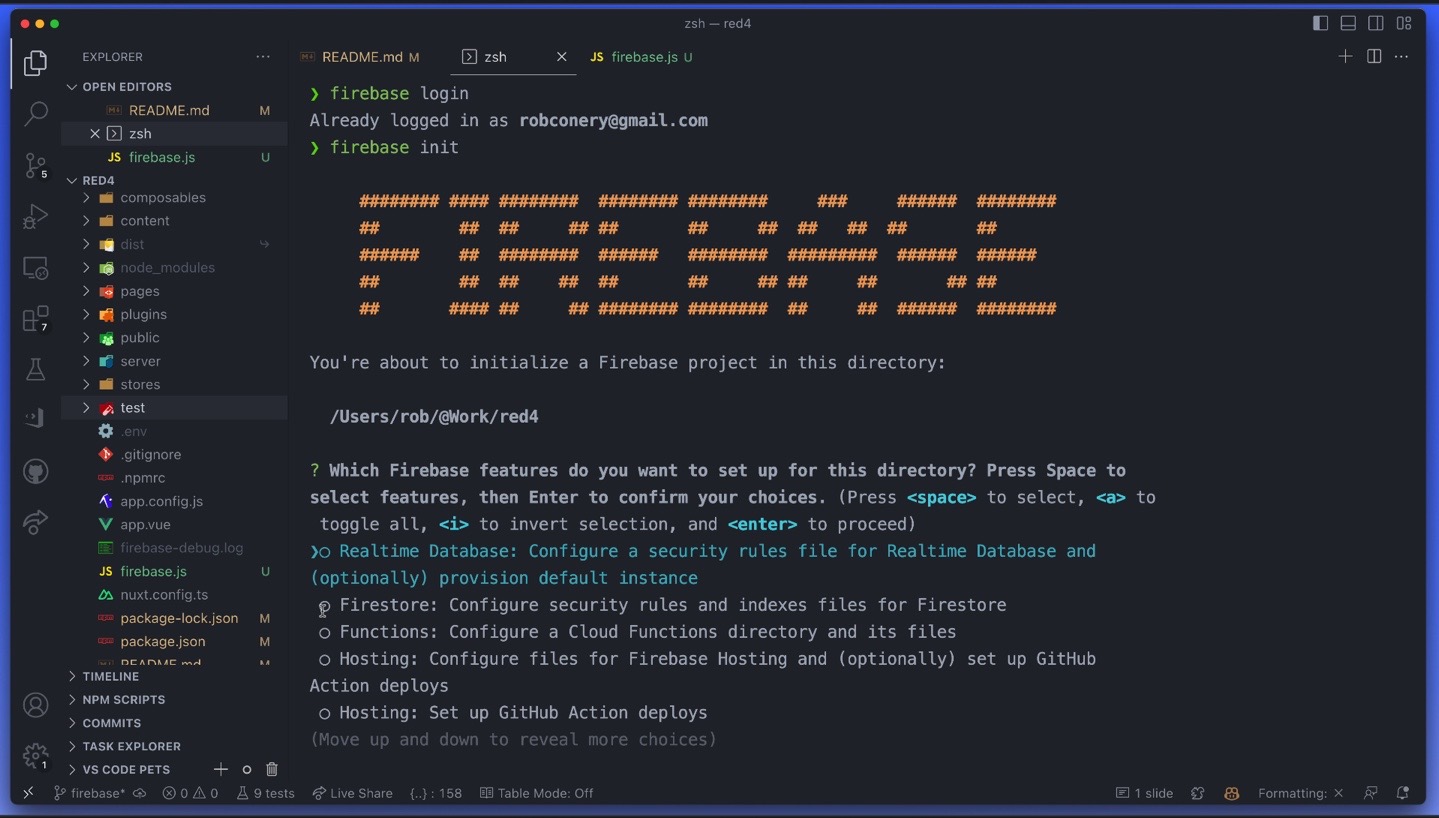 zsh — red4
EXPLORER
OPEN EDITORS
README.md M
zsh
JS firebase.js U
RED4
composables
content
dist
node_modules
pages
plugins
public
server
stores
test
.env
.gitignore
.npmrc
app.config.js
app.vue
firebase-debug.log
JS firebase.js U
nuxt.config.ts
package-lock.json M
package.json M
README.md M
TIMELINE
NPM SCRIPTS
COMMITS
TASK EXPLORER
VS CODE PETS
5
7
1
README.md M
zsh
JS firebase.js U
❯ firebase login
Already logged in as robconery@gmail.com
❯ firebase init
######## #### ######## ######## ########     ###     ######  ########
##        ##  ##     ## ##       ##     ##  ##   ##  ##       ##
######    ##  ######## ######   ########  #########  ######  ######
##        ##  ##    ##  ##       ##     ## ##     ##       ## ##
##       #### ##     ## ######## ########  ##     ##  ######  ########
You're about to initialize a Firebase project in this directory:
/Users/rob/@Work/red4
? Which Firebase features do you want to set up for this directory? Press Space to
select features, then Enter to confirm your choices. (Press <space> to select, <a> to
toggle all, <i> to invert selection, and <enter> to proceed)
❯○ Realtime Database: Configure a security rules file for Realtime Database and
(optionally) provision default instance
○ Firestore: Configure security rules and indexes files for Firestore
○ Functions: Configure a Cloud Functions directory and its files
○ Hosting: Configure files for Firebase Hosting and (optionally) set up GitHub
Action deploys
○ Hosting: Set up GitHub Action deploys
(Move up and down to reveal more choices)
firebase* 0 0 9 tests Live Share {..} : 158 Table Mode: Off 1 slide Formatting: ×